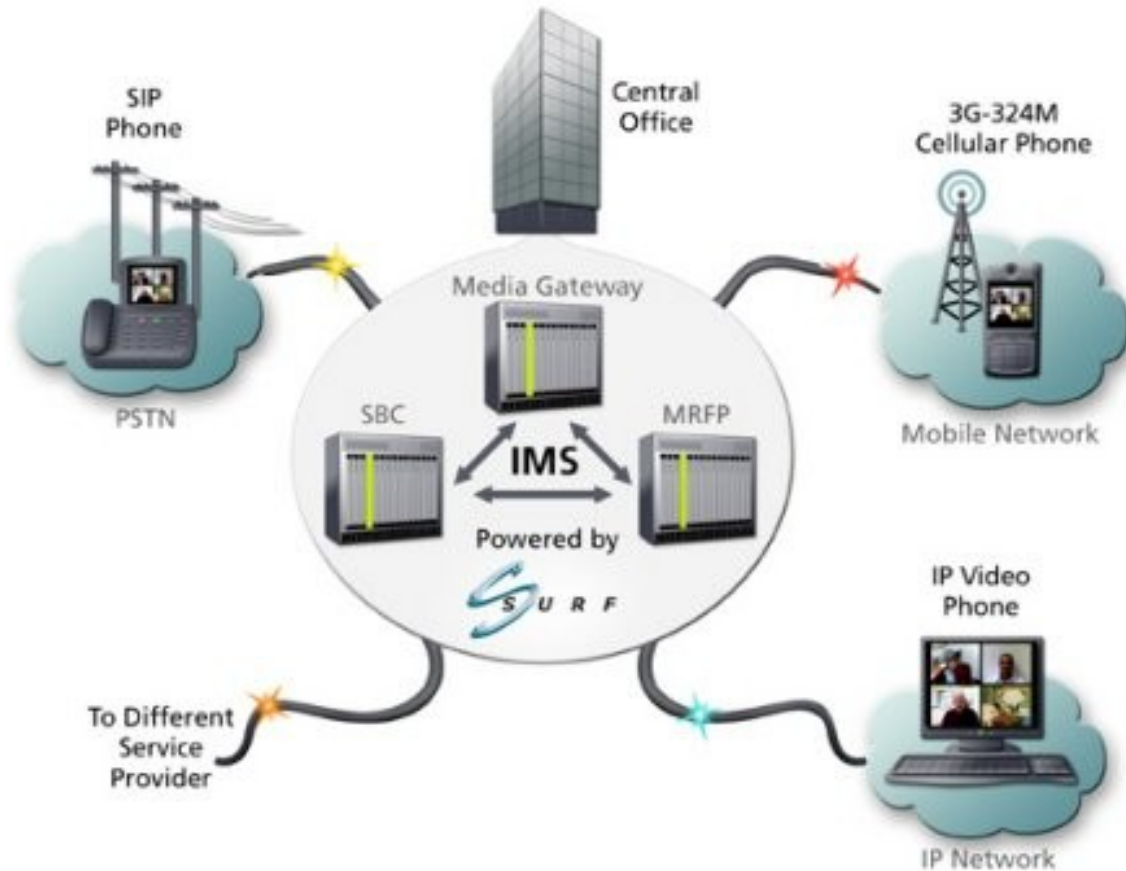 SIP
Phone
Central
Office
3G-324M
Cellular Phone
Media Gateway
PSTN
SBC
MRFP
Mobile Network
IMS
Powered by
SURF
IP Video
Phone
To Different
Service
Provider
IP Network